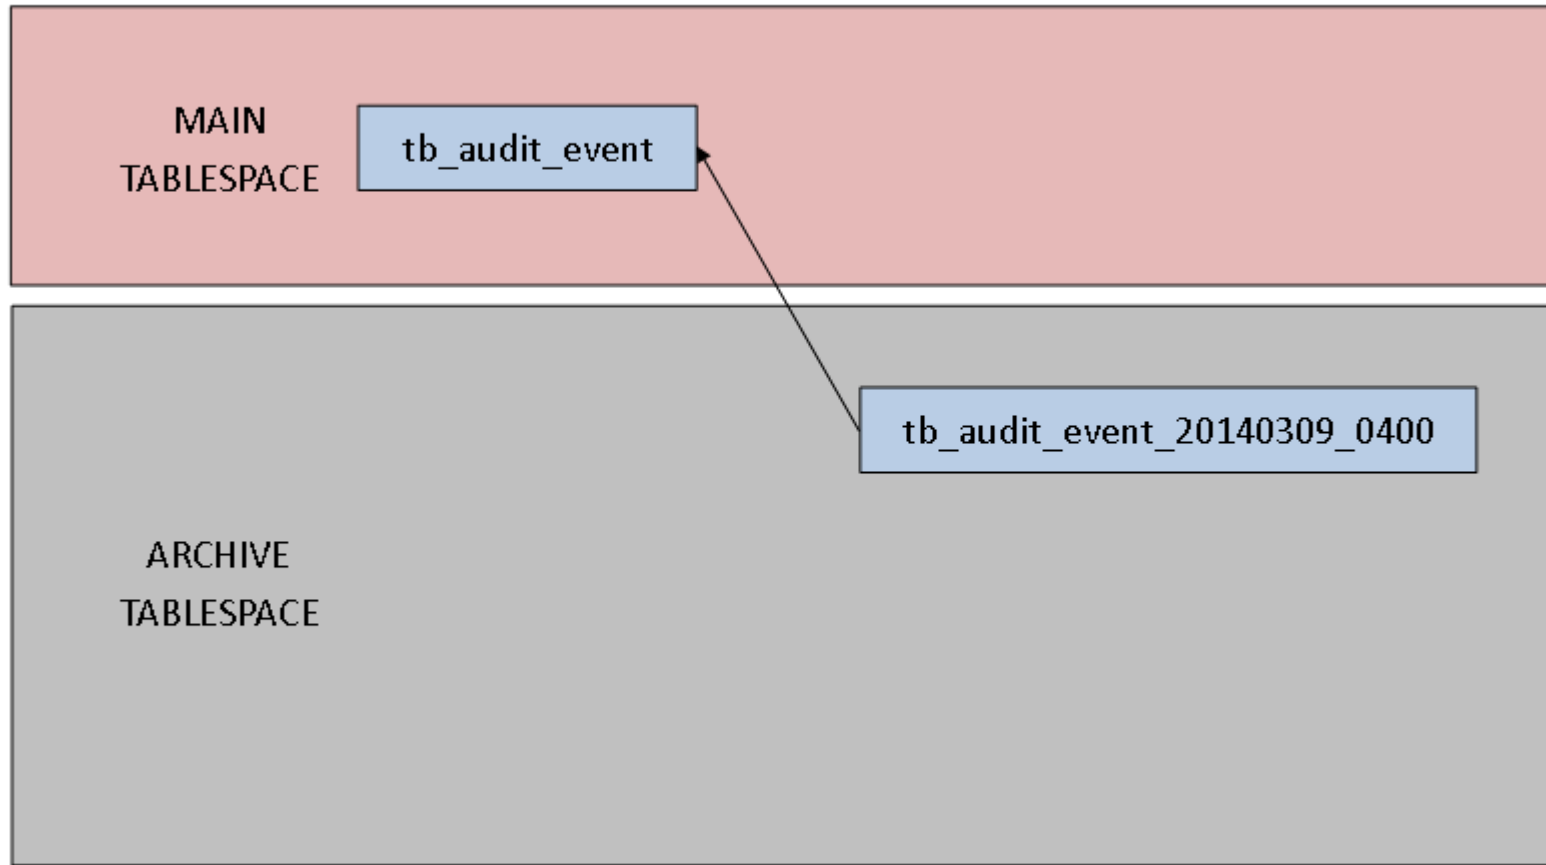 MAIN
TABLESPACE
tb_audit_event
tb_audit_event_20140309_0400
ARCHIVE
TABLESPACE